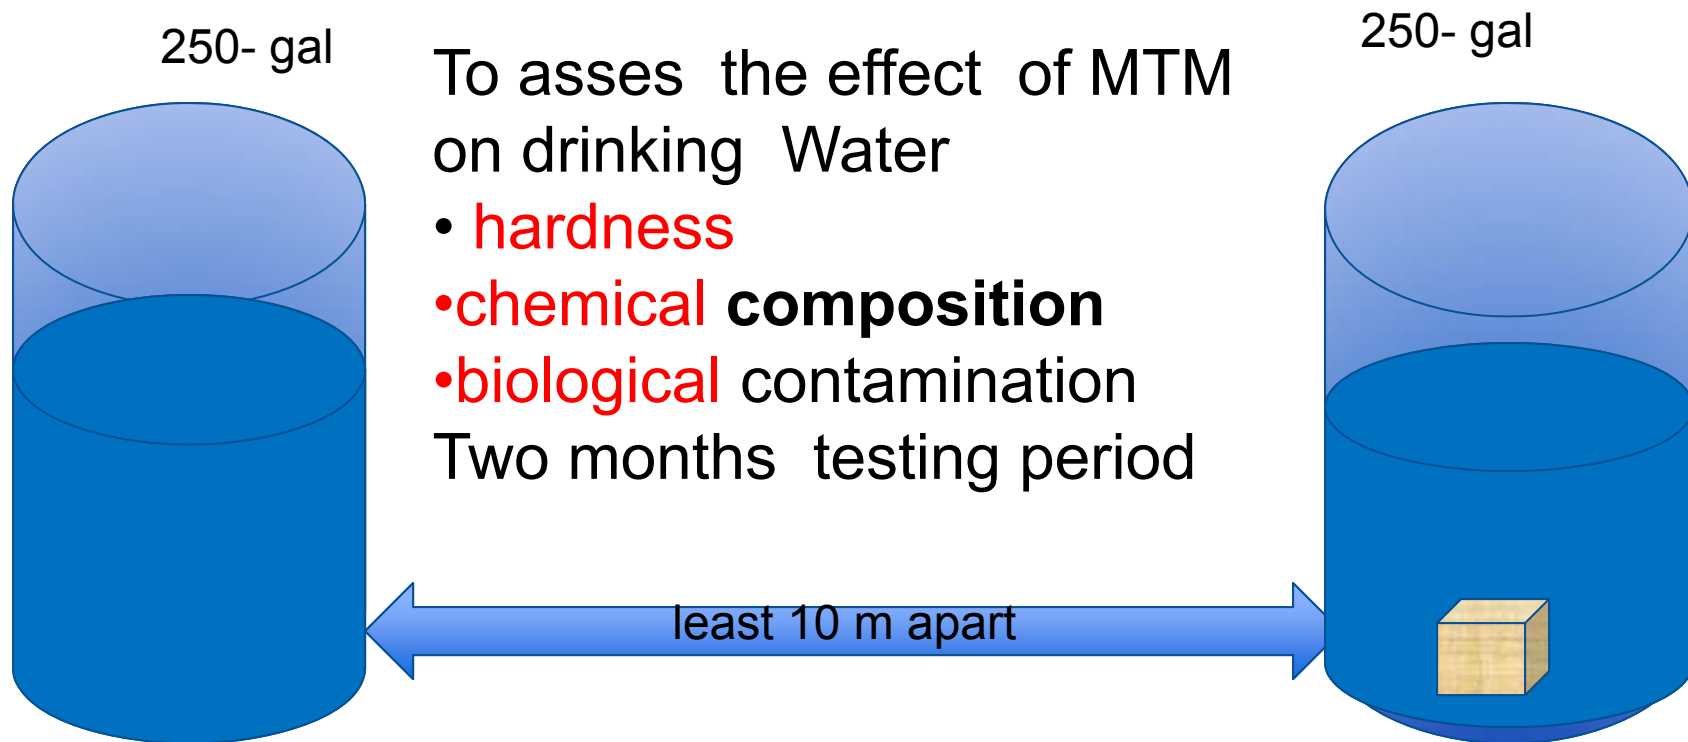 250- gal
To asses the effect of MTM
on drinking Water
• hardness
•chemical composition
•biological contamination
Two months testing period
250- gal
least 10 m apart